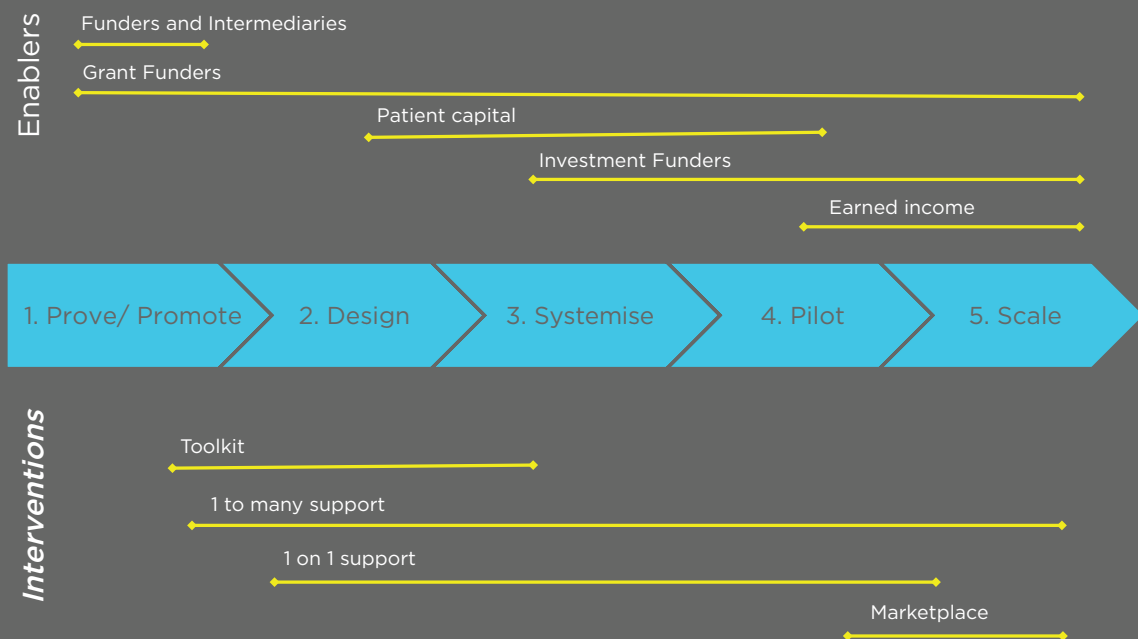 Enablers
Funders and Intermediaries
Grant Funders
Patient capital
Investment Funders
Earned income
1. Prove/ Promote
2. Design
3. Systemise
4. Pilot
5. Scale
Interventions
Toolkit
1 to many support
1 on 1 support
Marketplace